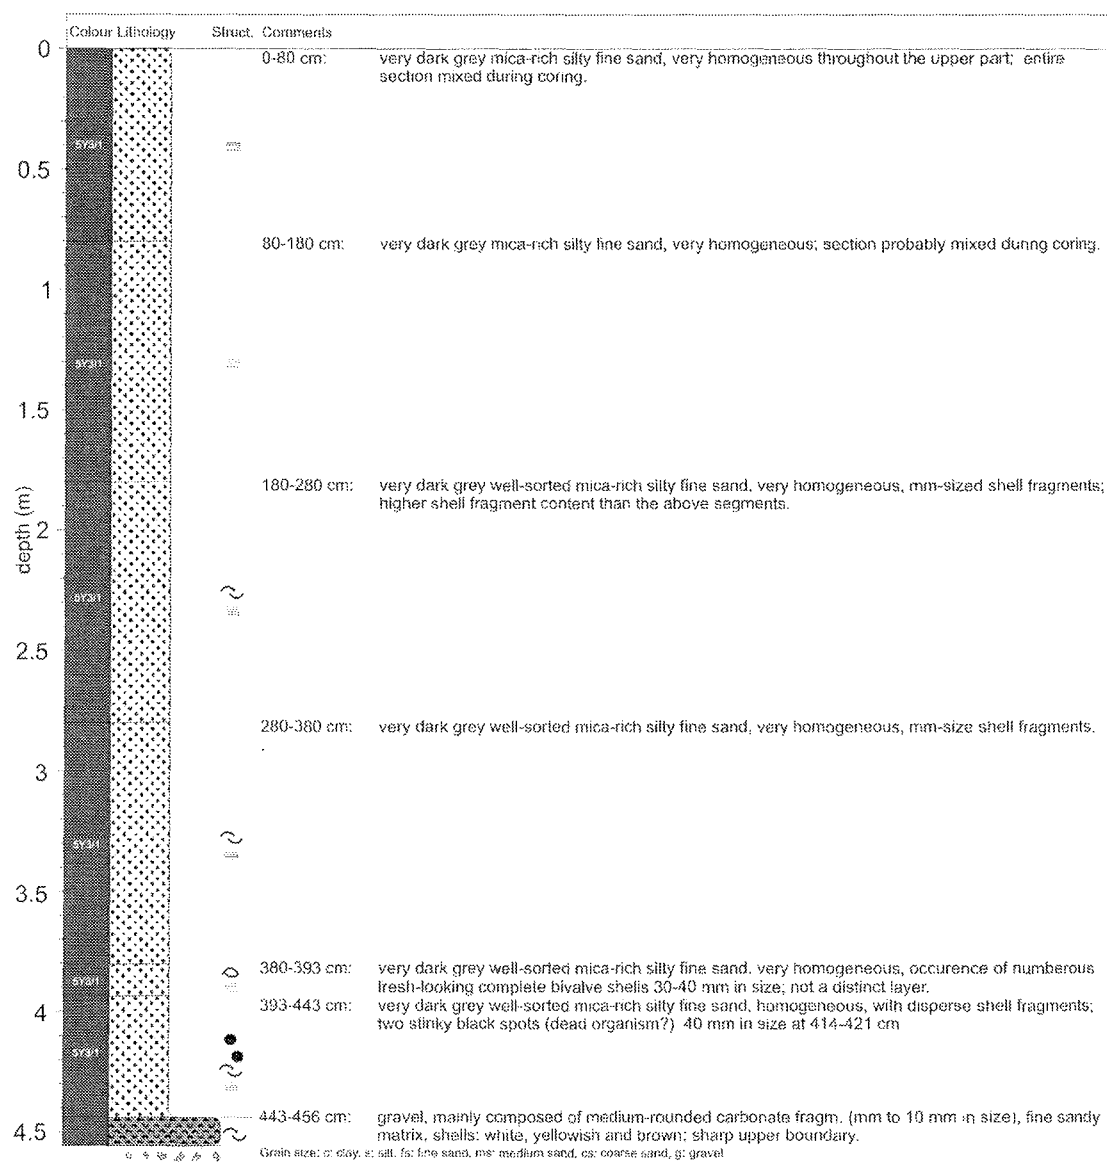 Colour Lithology Struct. Comments
0
0-80 cm: very dark grey mica-rich silty fine sand, very homogeneous throughout the upper part; entire
section mixed during coring.
5Y3/1
0.5
80-180 cm: very dark grey mica-rich silty fine sand, very homogeneous; section probably mixed during coring.
1
5Y3/1
1.5
180-280 cm: very dark grey well-sorted mica-rich silty fine sand, very homogeneous, mm-sized shell fragments;
higher shell fragment content than the above segments.
depth (m)
2
5Y3/1
2.5
280-380 cm: very dark grey well-sorted mica-rich silty fine sand, very homogeneous, mm-size shell fragments.
.
3
5Y3/1
3.5
380-393 cm: very dark grey well-sorted mica-rich silty fine sand, very homogeneous, occurence of numberous
fresh-looking complete bivalve shells 30-40 mm in size; not a distinct layer.
5Y3/1
4
393-443 cm: very dark grey well-sorted mica-rich silty fine sand, homogeneous, with disperse shell fragments;
two stinky black spots (dead organism?) 40 mm in size at 414-421 cm
5Y3/1
443-456 cm: gravel, mainly composed of medium-rounded carbonate fragm. (mm to 10 mm in size), fine sandy
matrix, shells: white, yellowish and brown; sharp upper boundary.
4.5
c s fs ms cs g
Grain size: c: clay, s: silt, fs: fine sand, ms: medium sand, cs: coarse sand, g: gravel